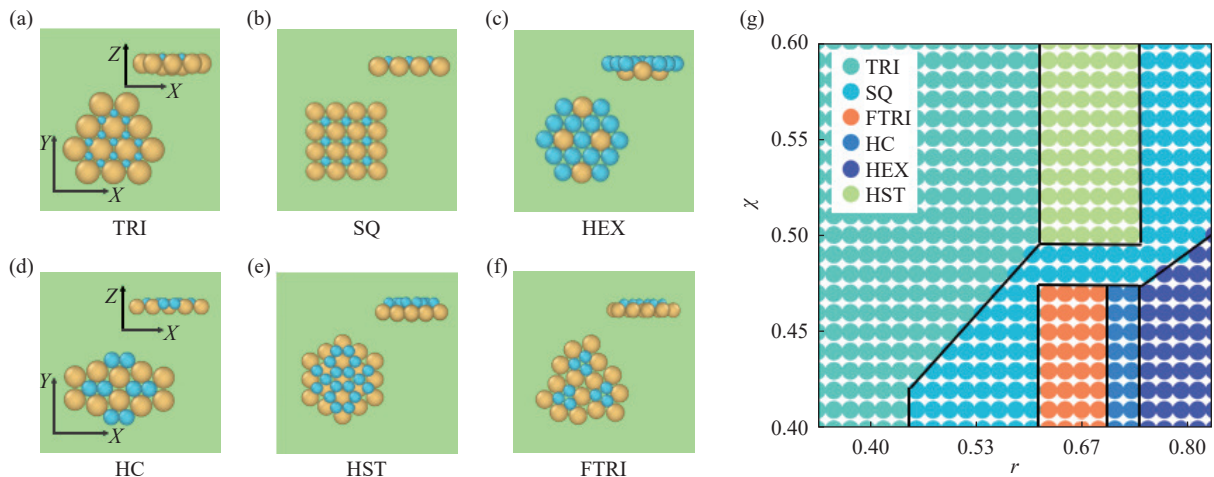 (a)
Z
X
Y
X
TRI
(b)
SQ
(c)
HEX
(d)
Z
X
Y
X
HC
(e)
HST
(f)
FTRI
(g)
0.60
0.55
0.50
0.45
0.40
χ
TRI
SQ
FTRI
HC
HEX
HST
0.40 0.53 0.67 0.80
r